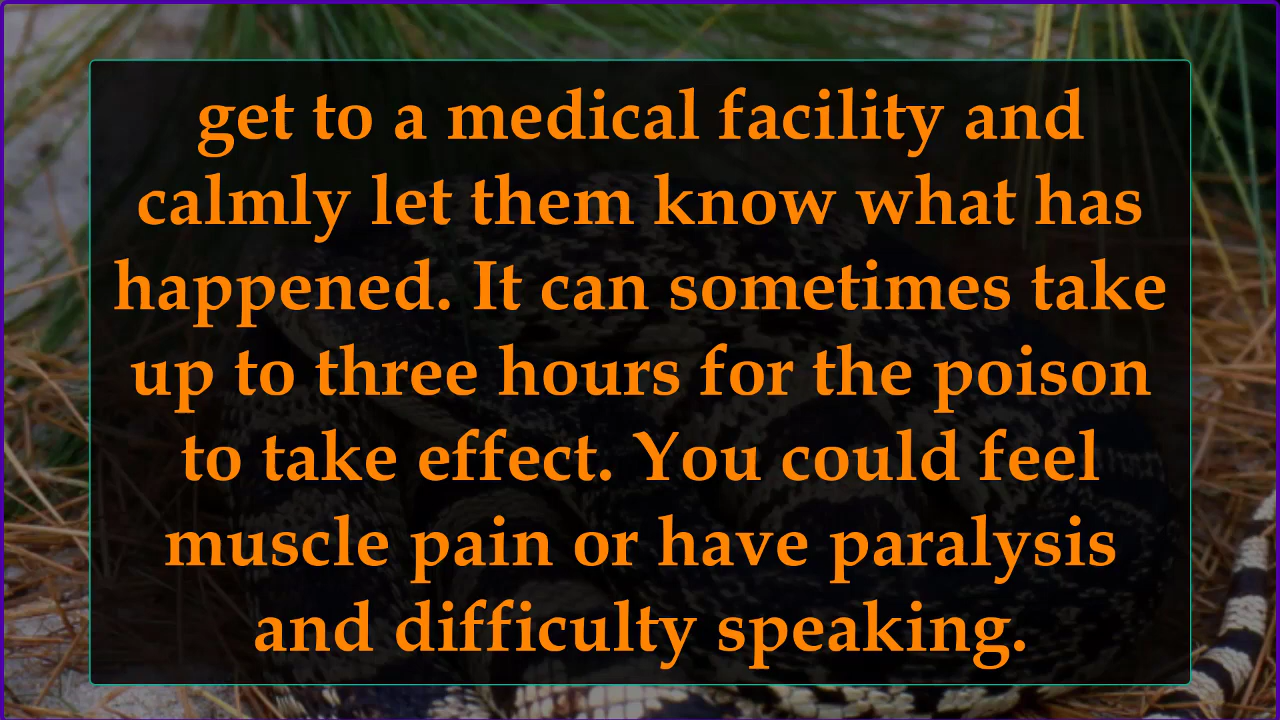 get to a medical facility and
calmly let them know what has
happened. It can sometimes take
up to three hours for the poison
to take effect. You could feel
muscle pain or have paralysis
and difficulty speaking.